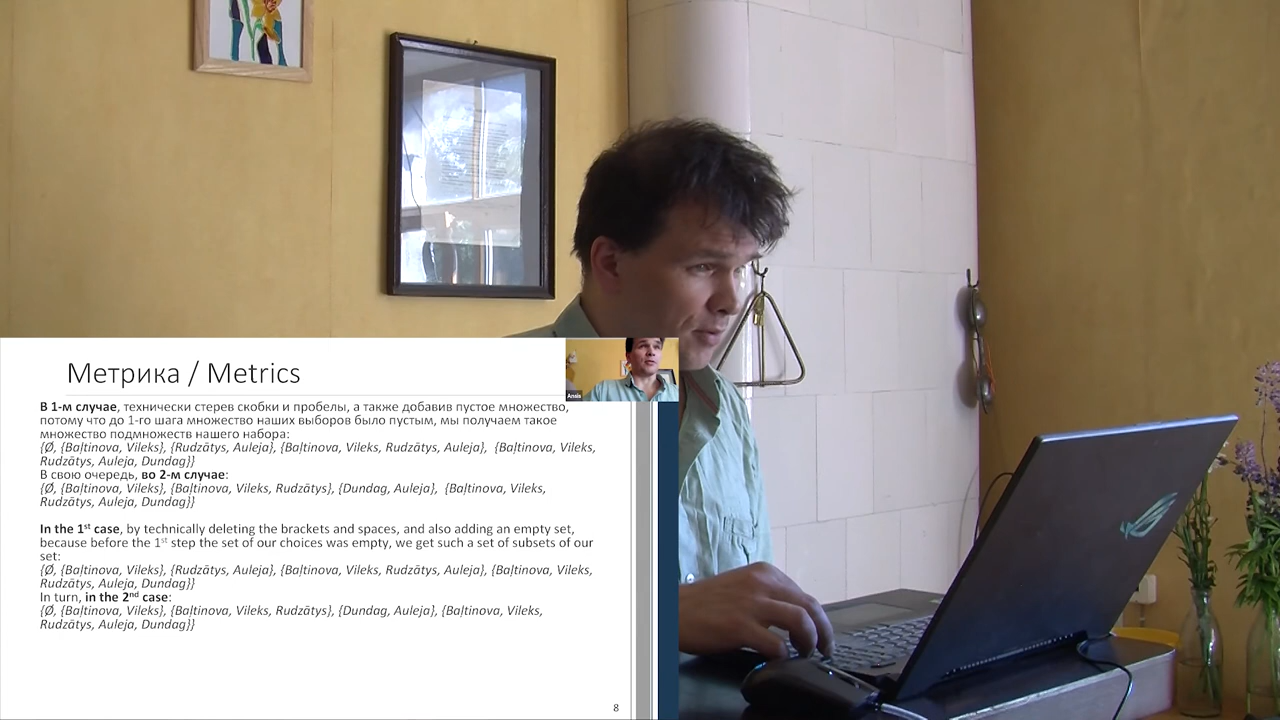 Метрика / Metrics
Ansis
В 1-м случае, технически стерев скобки и пробелы, а также добавив пустое множество,
потому что до 1-го шага множество наших выборов было пустым, мы получаем такое
множество подмножеств нашего набора:
{Ø, {Baļtinova, Vileks}, {Rudzātys, Auleja}, {Baļtinova, Vileks, Rudzātys, Auleja}, {Baļtinova, Vileks,
Rudzātys, Auleja, Dundag}}
В свою очередь, во 2-м случае:
{Ø, {Baļtinova, Vileks}, {Baļtinova, Vileks, Rudzātys}, {Dundag, Auleja}, {Baļtinova, Vileks,
Rudzātys, Auleja, Dundag}}
In the 1st case, by technically deleting the brackets and spaces, and also adding an empty set,
because before the 1st step the set of our choices was empty, we get such a set of subsets of our
set:
{Ø, {Baļtinova, Vileks}, {Rudzātys, Auleja}, {Baļtinova, Vileks, Rudzātys, Auleja}, {Baļtinova, Vileks,
Rudzātys, Auleja, Dundag}}
In turn, in the 2nd case:
{Ø, {Baļtinova, Vileks}, {Baļtinova, Vileks, Rudzātys}, {Dundag, Auleja}, {Baļtinova, Vileks,
Rudzātys, Auleja, Dundag}}
8